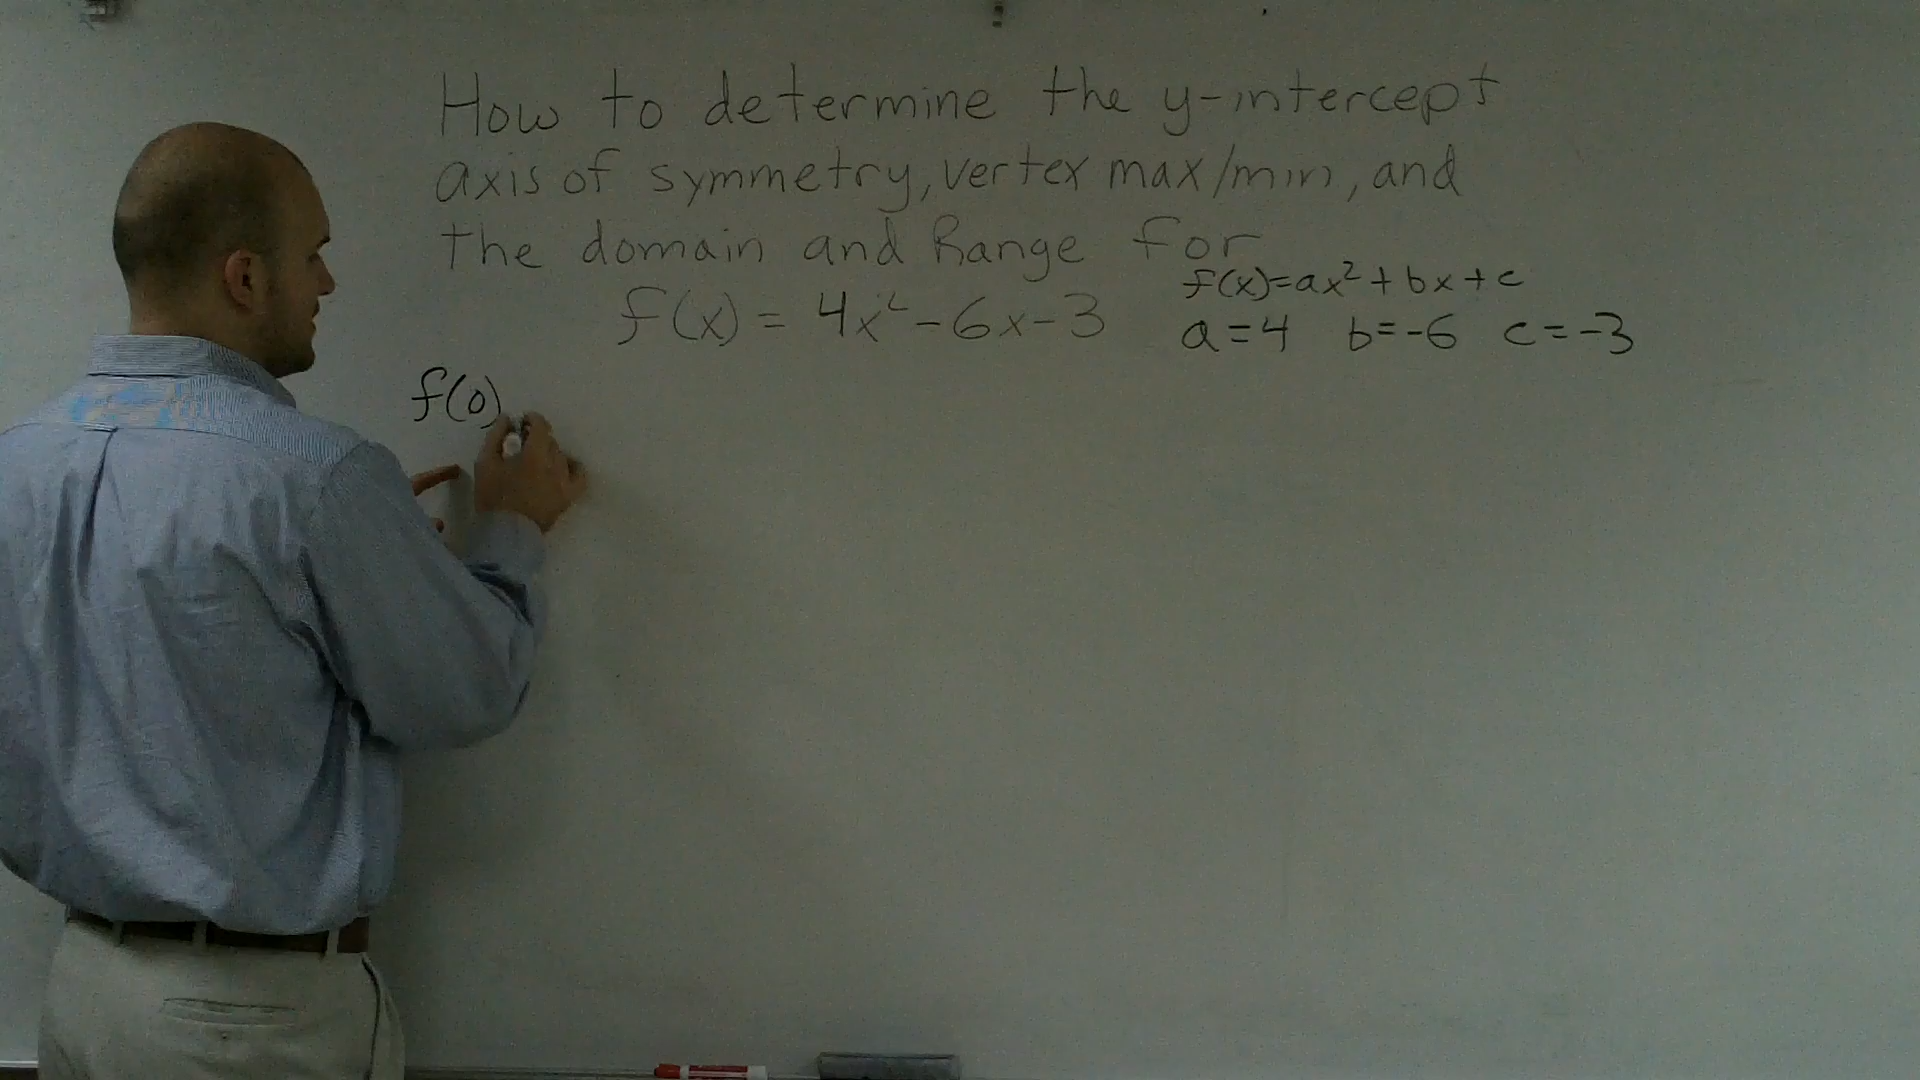 How to determine the y-intercept
axis of symmetry, vertex max/min, and
the domain and Range for
f(x)=ax²+bx+c
f(x) = 4x²-6x-3
a=4 b=-6 c=-3
f(0)